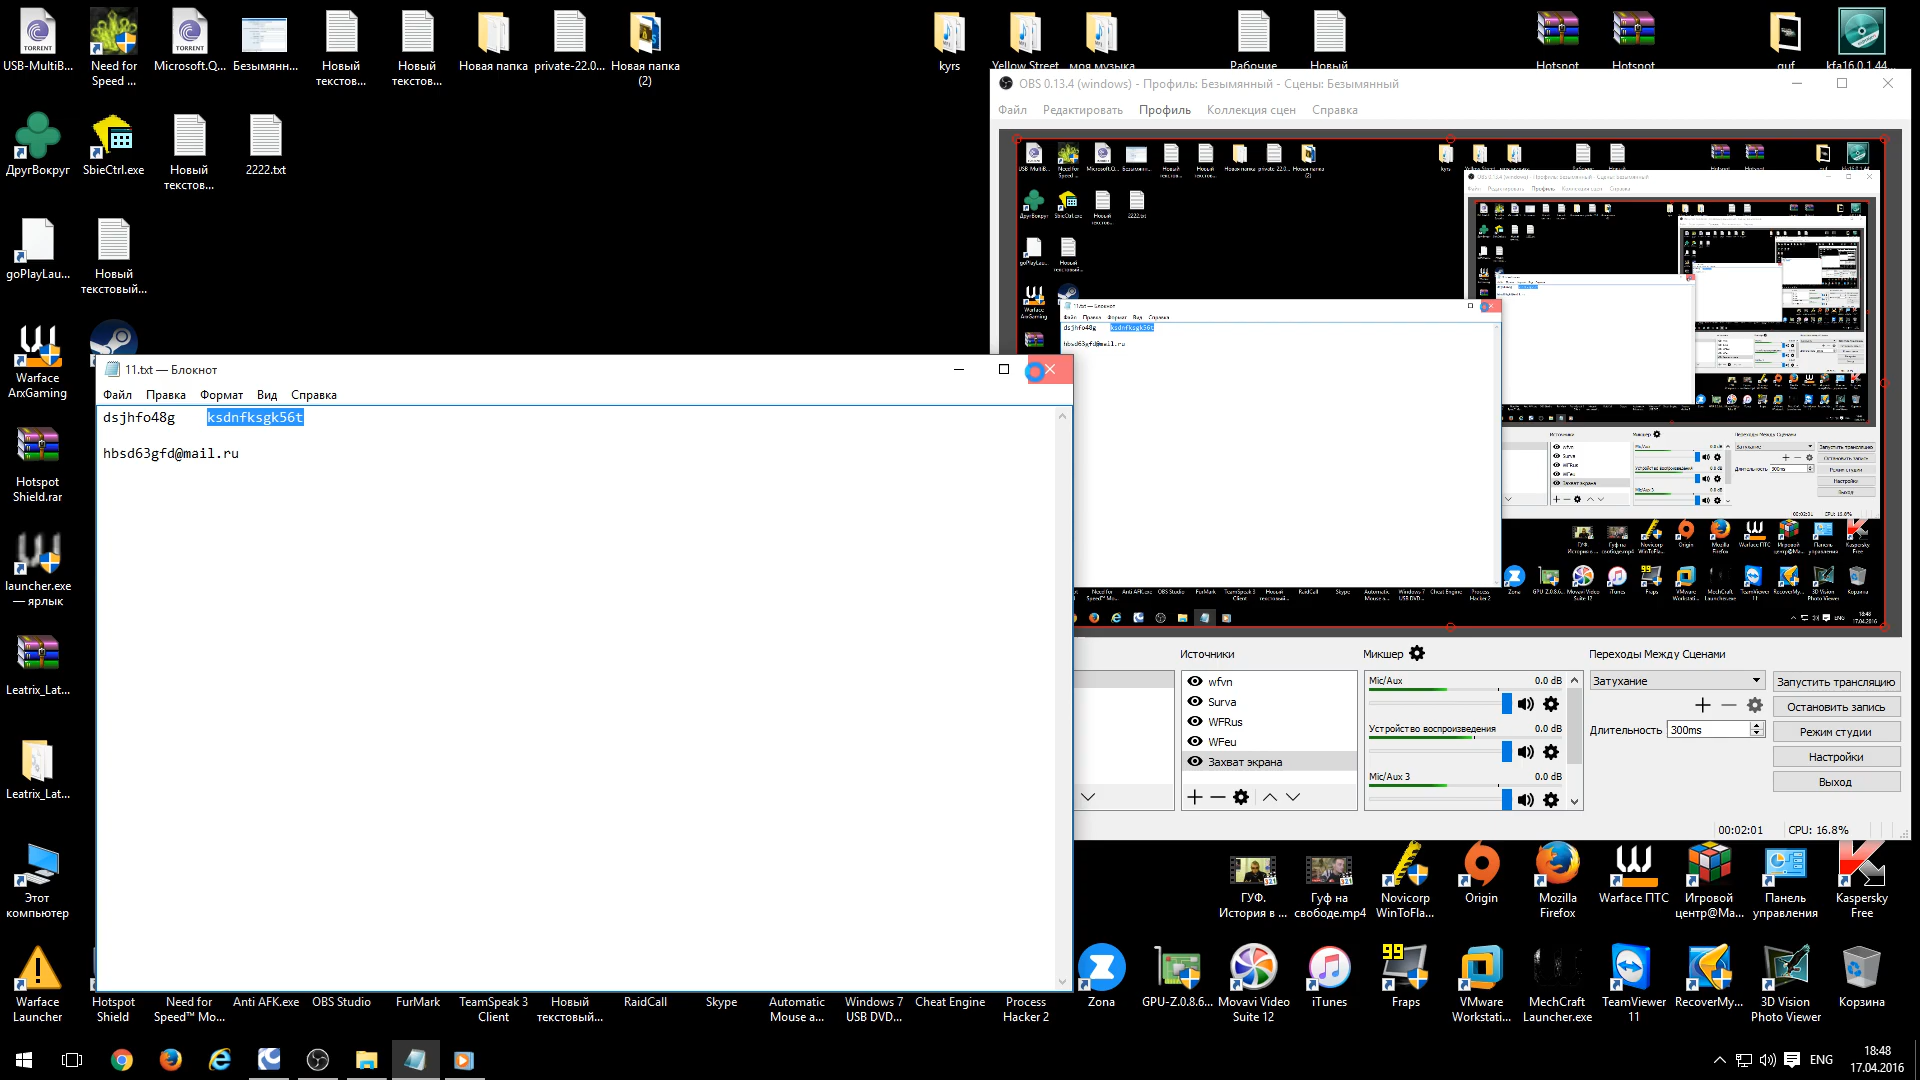 USB-MultiB...
Need for
Speed ...
Microsoft.Q...
Безымянн...
Новый
текстов...
Новый
текстов...
Новая папка
private-22.0...
Новая папка
(2)
kyrs
Yellow Street
моя музыка
Рабочие
Новый
Hotspot
Hotspot
guf
kfa16.0.1.44...
ДругВокруг
SbieCtrl.exe
Новый
текстов...
2222.txt
goPlayLau...
Новый
текстовый...
Warface
ArxGaming
Hotspot
Shield.rar
launcher.exe
— ярлык
Leatrix_Lat...
Leatrix_Lat...
Этот
компьютер
Warface
Launcher
OBS 0.13.4 (windows) - Профиль: Безымянный - Сцены: Безымянный
Файл Редактировать Профиль Коллекция сцен Справка
11.txt — Блокнот
Файл Правка Формат Вид Справка
dsjhfo48g ksdnfksgk56t
hbsd63gfd@mail.ru
Источники
wfvn
Surva
WFRus
WFeu
Захват экрана
Микшер
Mic/Aux 0.0 dB
Устройство воспроизведения 0.0 dB
Mic/Aux 3 0.0 dB
Переходы Между Сценами
Затухание
Длительность 300ms
Запустить трансляцию
Остановить запись
Режим студии
Настройки
Выход
00:02:01 CPU: 16.8%
ГУФ.
История в ...
Гуф на
свободе.mp4
Novicorp
WinToFla...
Origin
Mozilla
Firefox
Warface ПТС
Игровой
центр@Ma...
Панель
управления
Kaspersky
Free
Hotspot
Shield
Need for
Speed™ Mo...
Anti AFK.exe
OBS Studio
FurMark
TeamSpeak 3
Client
Новый
текстовый...
RaidCall
Skype
Automatic
Mouse a...
Windows 7
USB DVD...
Cheat Engine
Process
Hacker 2
Zona
GPU-Z.0.8.6...
Movavi Video
Suite 12
iTunes
99
Fraps
VMware
Workstati...
MechCraft
Launcher.exe
TeamViewer
11
RecoverMy...
3D Vision
Photo Viewer
Корзина
ENG
18:48
17.04.2016